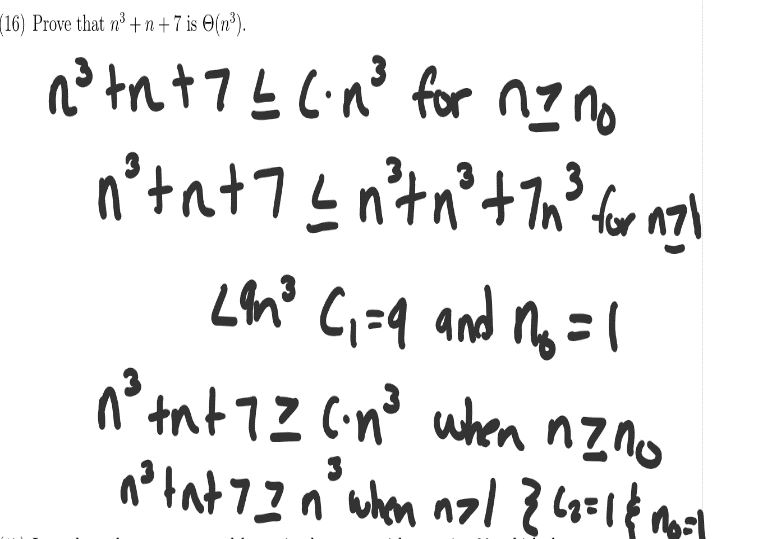 (16) Prove that n³ + n + 7 is Θ(n³).
n³+n+7 ≤ C·n³ for n≥n₀
n³+n+7 ≤ n³+n³+7n³ for n≥1
<9n³ C₁=9 and n₀=1
n³+n+7≥ C·n³ when n≥n₀
n³+n+7≥n³ when n>1 } C₂=1 & n₀=1